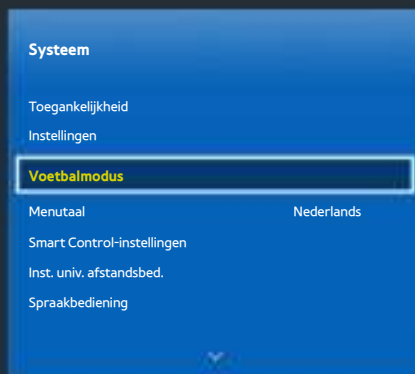 Systeem
Toegankelijkheid
Instellingen
Voetbalmodus
Menutaal Nederlands
Smart Control-instellingen
Inst. univ. afstandsbed.
Spraakbediening